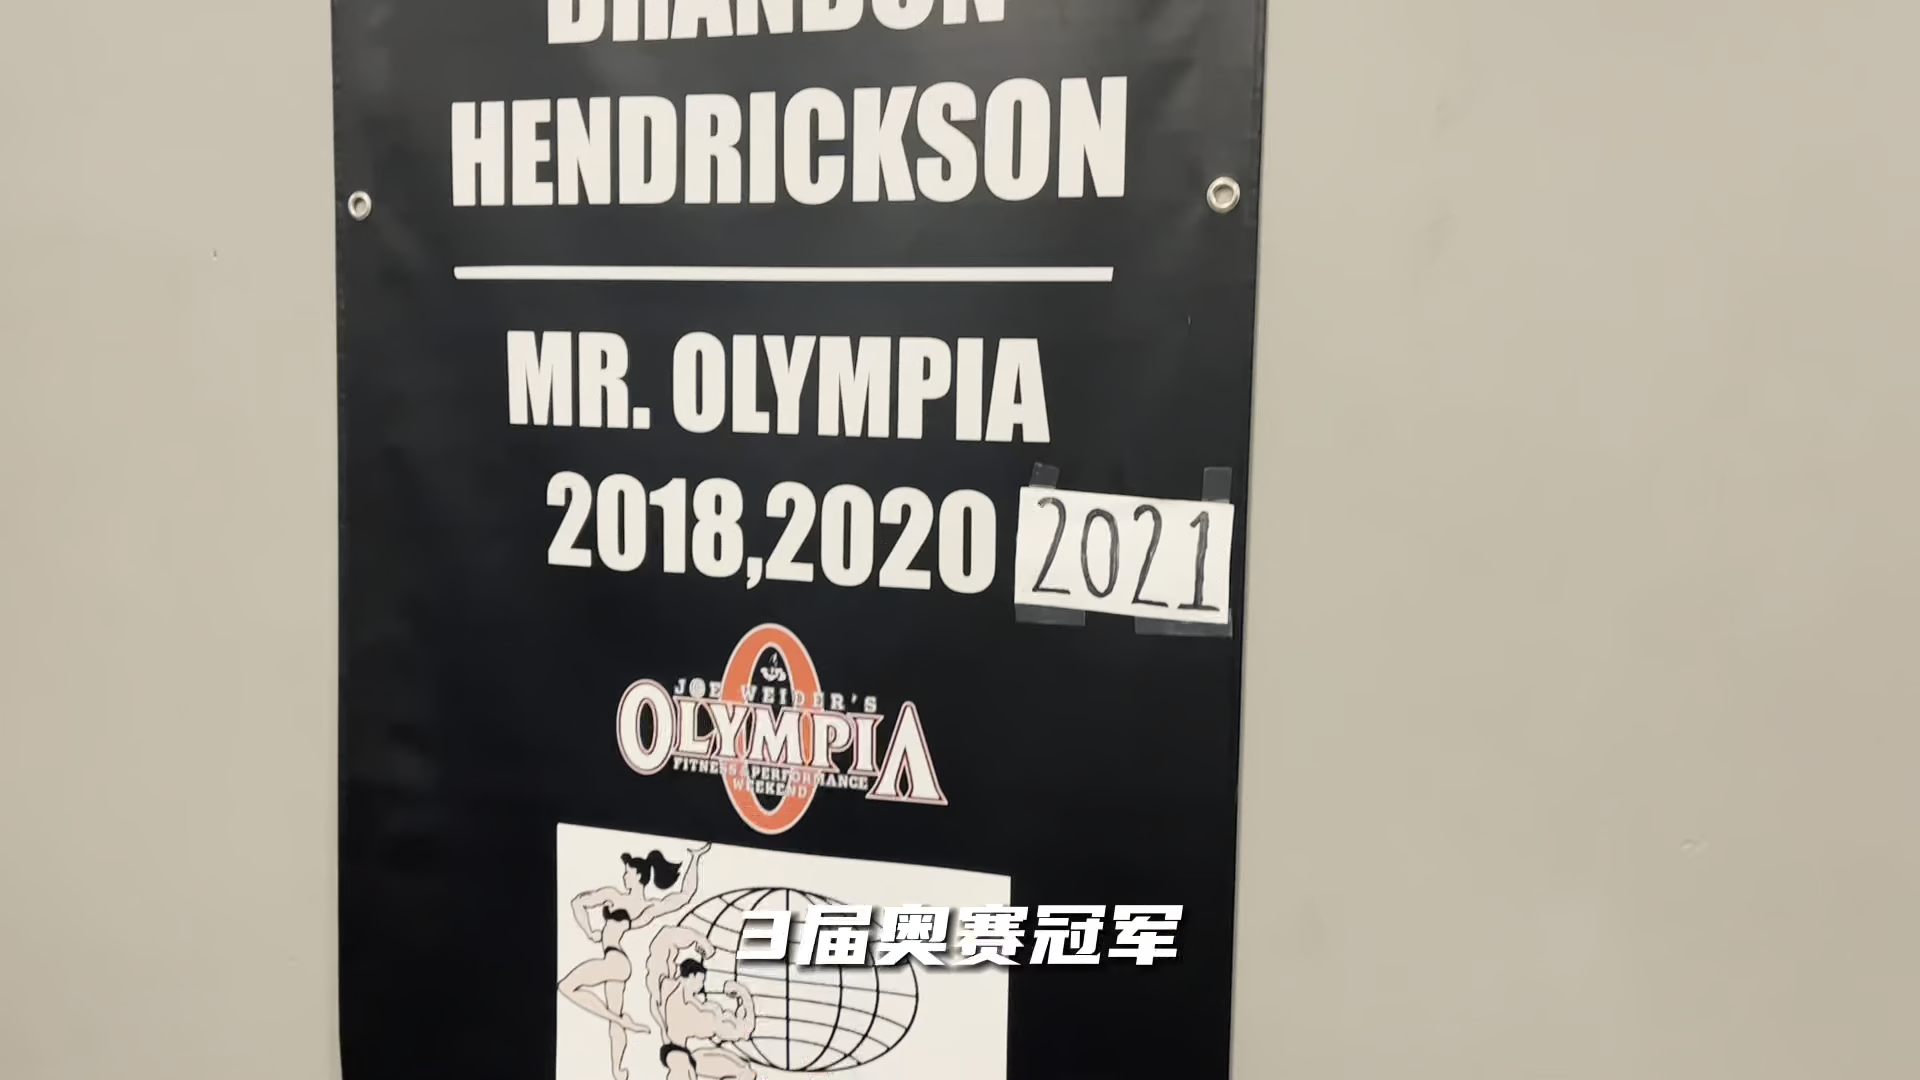 BRANDON
HENDRICKSON
MR. OLYMPIA
2018,2020 2021
JOE WEIDER'S
OLYMPIA
FITNESS & PERFORMANCE
WEEKEND
3届奥赛冠军